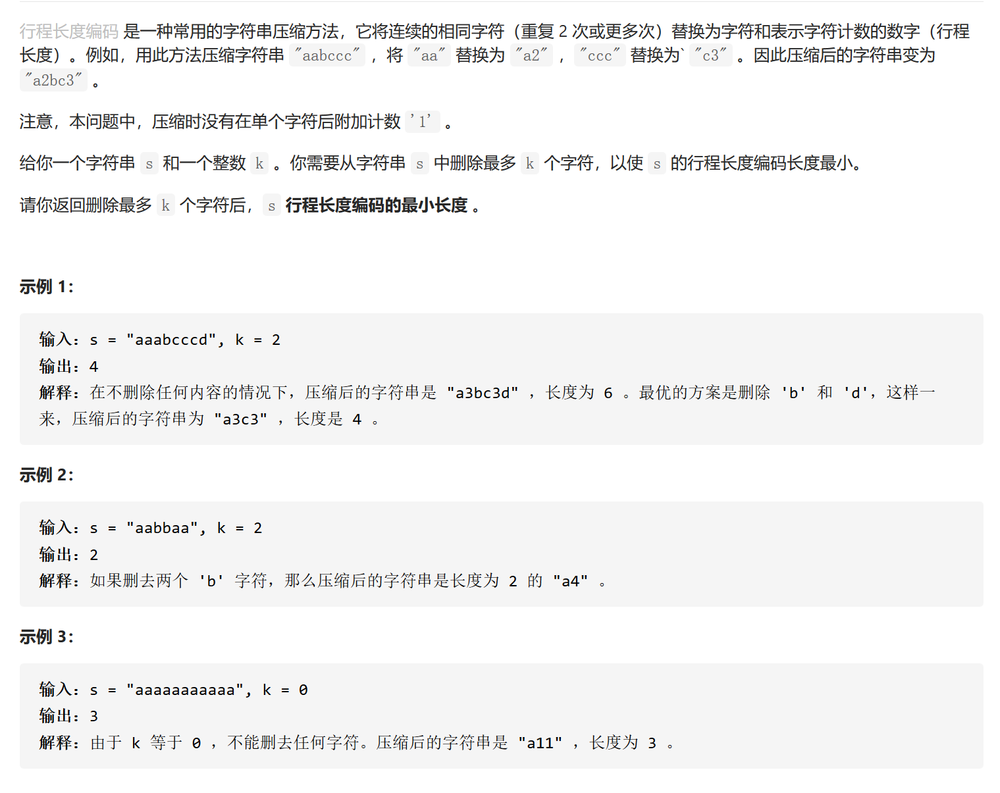 行程长度编码 是一种常用的字符串压缩方法，它将连续的相同字符（重复 2 次或更多次）替换为字符和表示字符计数的数字（行程
长度）。例如，用此方法压缩字符串 "aabccc" ，将 "aa" 替换为 "a2" ， "ccc" 替换为` "c3" 。因此压缩后的字符串变为
"a2bc3" 。
注意，本问题中，压缩时没有在单个字符后附加计数 '1' 。
给你一个字符串 s 和一个整数 k 。你需要从字符串 s 中删除最多 k 个字符，以使 s 的行程长度编码长度最小。
请你返回删除最多 k 个字符后， s 行程长度编码的最小长度 。
示例 1：
输入：s = "aaabcccd", k = 2
输出：4
解释：在不删除任何内容的情况下，压缩后的字符串是 "a3bc3d" ，长度为 6 。最优的方案是删除 'b' 和 'd'，这样一
来，压缩后的字符串为 "a3c3" ，长度是 4 。
示例 2：
输入：s = "aabbaa", k = 2
输出：2
解释：如果删去两个 'b' 字符，那么压缩后的字符串是长度为 2 的 "a4" 。
示例 3：
输入：s = "aaaaaaaaaaa", k = 0
输出：3
解释：由于 k 等于 0 ，不能删去任何字符。压缩后的字符串是 "a11" ，长度为 3 。